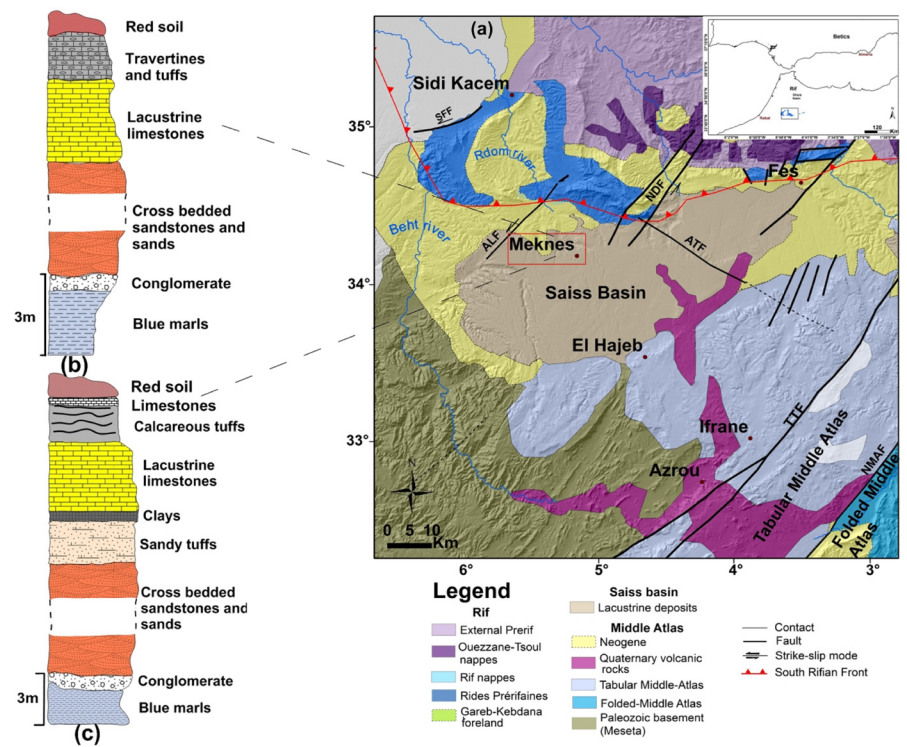 Red soil
Travertines
and tuffs
Lacustrine
limestones
Cross bedded
sandstones and
sands
Conglomerate
3m
Blue marls
(b)
Red soil
Limestones
Calcareous tuffs
Lacustrine
limestones
Clays
Sandy tuffs
Cross bedded
sandstones and
sands
Conglomerate
3m
Blue marls
(c)
(a)
Betics
Rif
120
Km
Sidi Kacem
SFF
35°
Rdom river
Fes
NDF
Beht river
ALF
Meknes
ATF
34°
Saiss Basin
El Hajeb
TTF
Ifrane
33°
Azrou
Tabular Middle Atlas
NMAF
Folded Middle
Atlas
N
0 5 10
Km
6°
5°
4°
3°
2.8
Legend
Rif
External Prerif
Ouezzane-Tsoul
nappes
Rif nappes
Rides Prérifaines
Gareb-Kebdana
foreland
Saiss basin
Lacustrine deposits
Middle Atlas
Neogene
Quaternary volcanic
rocks
Tabular Middle-Atlas
Folded-Middle Atlas
Paleozoic basement
(Meseta)
Contact
Fault
Strike-slip mode
South Rifian Front